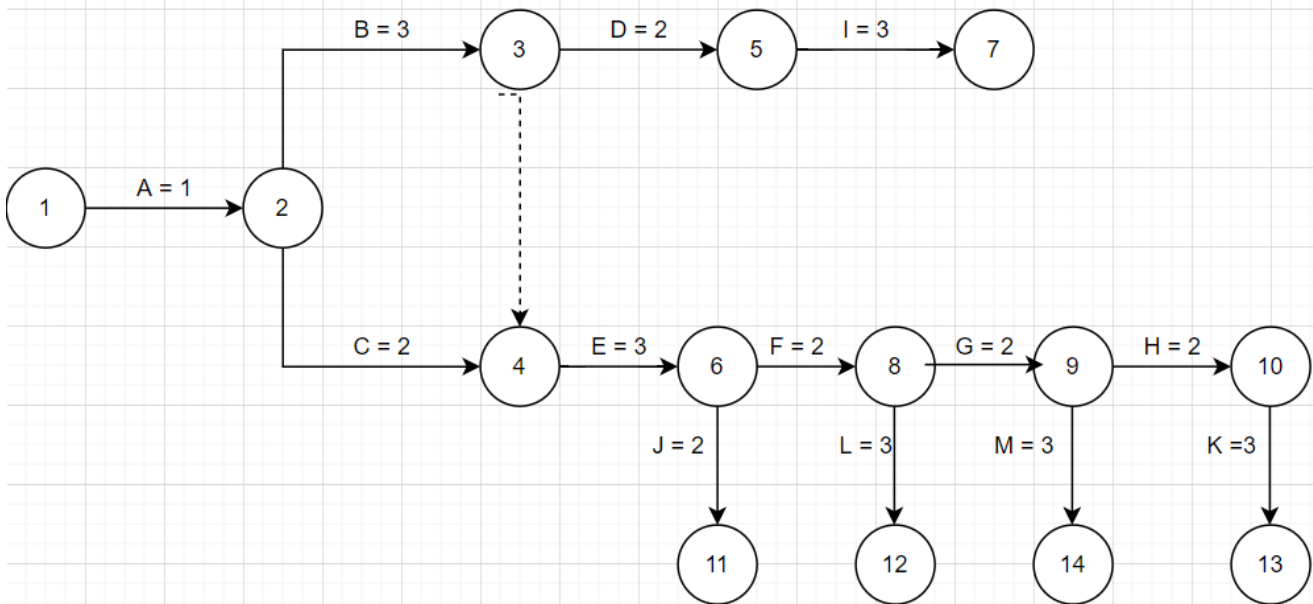 B = 3
3
D = 2
5
I = 3
7
1
A = 1
2
C = 2
4
E = 3
6
F = 2
8
G = 2
9
H = 2
10
J = 2
L = 3
M = 3
K =3
11
12
14
13